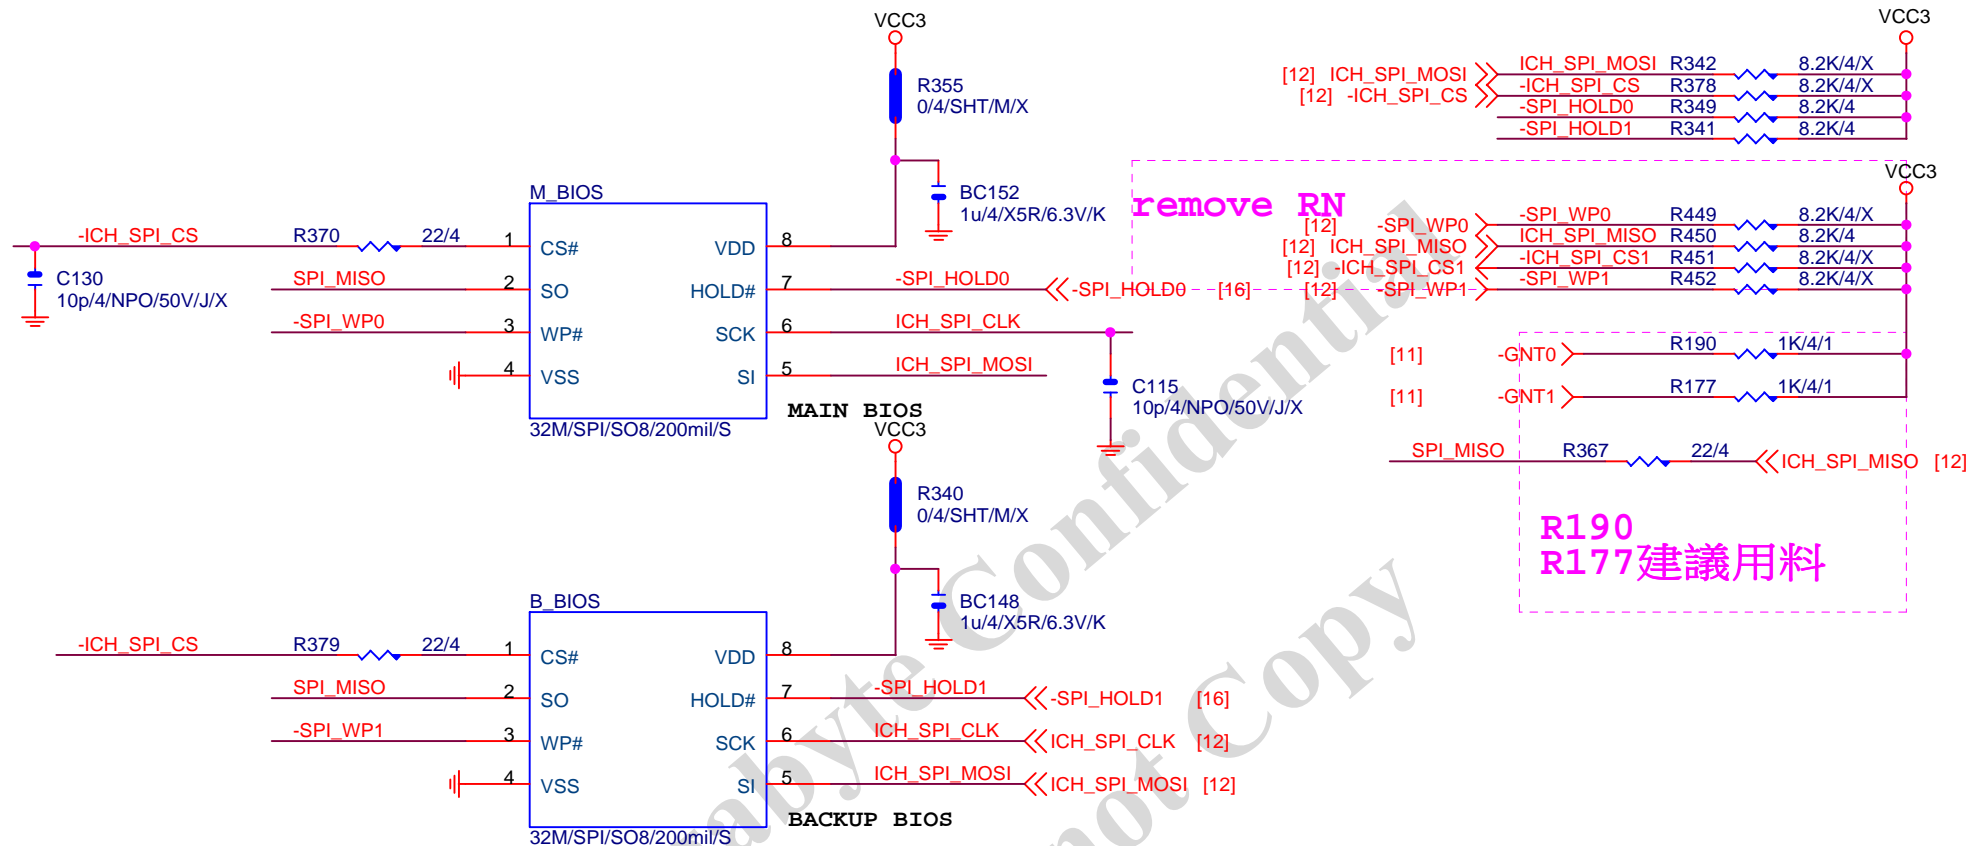 VCC3
R355
0/4/SHT/M/X
M_BIOS
BC152
1u/4/X5R/6.3V/K
-ICH_SPI_CS R370 22/4 1 CS# VDD 8
C130
10p/4/NPO/50V/J/X
SPI_MISO 2 SO HOLD# 7 -SPI_HOLD0 -SPI_HOLD0 [16]
-SPI_WP0 3 WP# SCK 6 ICH_SPI_CLK
4 VSS SI 5 ICH_SPI_MOSI
C115
10p/4/NPO/50V/J/X
MAIN BIOS
32M/SPI/SO8/200mil/S
VCC3
R340
0/4/SHT/M/X
B_BIOS
BC148
1u/4/X5R/6.3V/K
-ICH_SPI_CS R379 22/4 1 CS# VDD 8
SPI_MISO 2 SO HOLD# 7 -SPI_HOLD1 -SPI_HOLD1 [16]
-SPI_WP1 3 WP# SCK 6 ICH_SPI_CLK ICH_SPI_CLK [12]
4 VSS SI 5 ICH_SPI_MOSI ICH_SPI_MOSI [12]
BACKUP BIOS
32M/SPI/SO8/200mil/S
VCC3
[12] ICH_SPI_MOSI ICH_SPI_MOSI R342 8.2K/4/X
[12] -ICH_SPI_CS -ICH_SPI_CS R378 8.2K/4/X
-SPI_HOLD0 R349 8.2K/4
-SPI_HOLD1 R341 8.2K/4
VCC3
remove RN
[12] -SPI_WP0 -SPI_WP0 R449 8.2K/4/X
[12] ICH_SPI_MISO ICH_SPI_MISO R450 8.2K/4
[12] -ICH_SPI_CS1 -ICH_SPI_CS1 R451 8.2K/4/X
[12] -SPI_WP1 -SPI_WP1 R452 8.2K/4/X
[11] -GNT0 R190 1K/4/1
[11] -GNT1 R177 1K/4/1
SPI_MISO R367 22/4 ICH_SPI_MISO [12]
R190
R177建議用料
abyte Confidential
not Copy